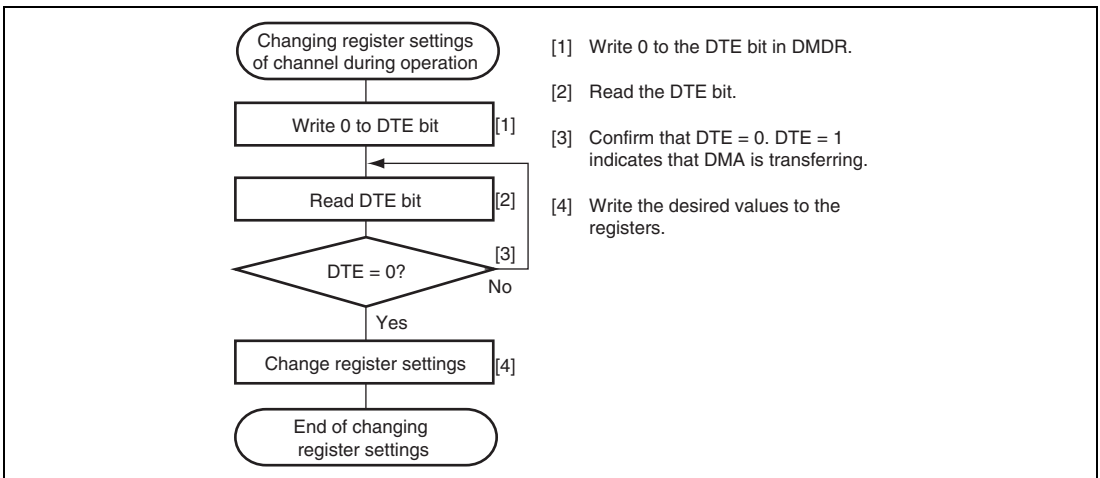 Changing register settings
of channel during operation
Write 0 to DTE bit
[1]
Read DTE bit
[2]
DTE = 0?
[3]
No
Yes
Change register settings
[4]
End of changing
register settings
[1] Write 0 to the DTE bit in DMDR.
[2] Read the DTE bit.
[3] Confirm that DTE = 0. DTE = 1
indicates that DMA is transferring.
[4] Write the desired values to the
registers.